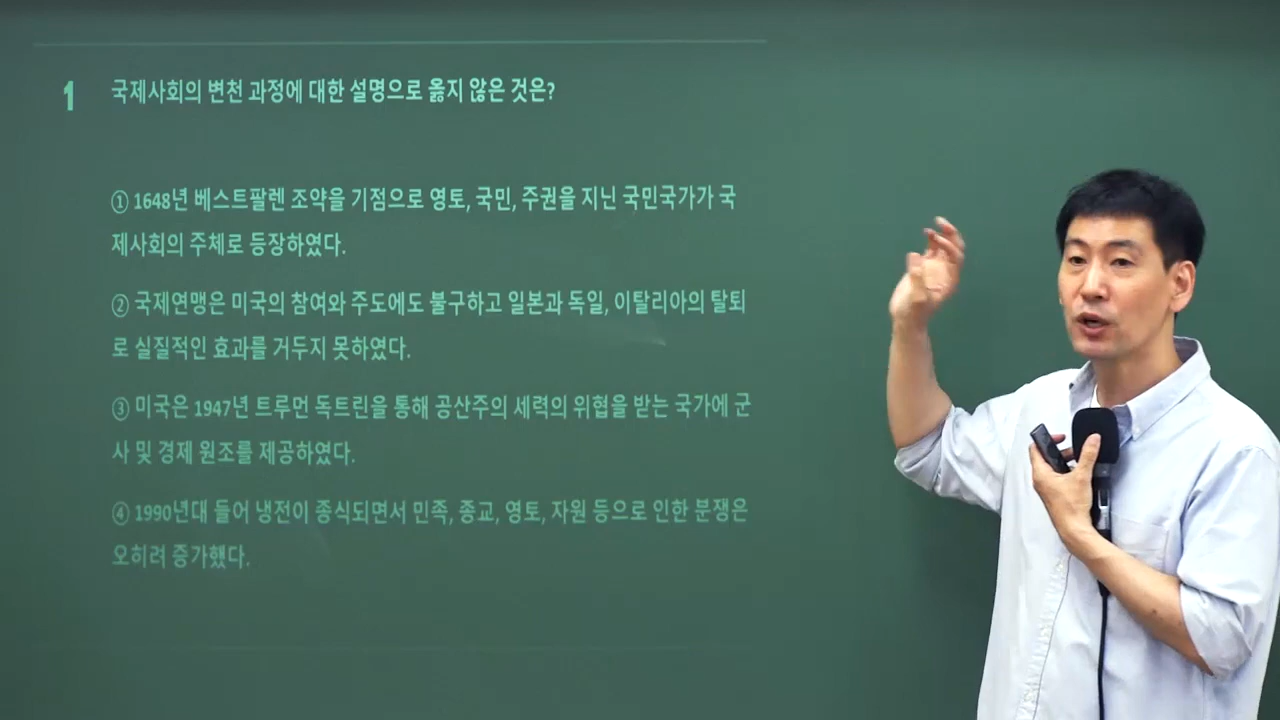 1 국제사회의 변천 과정에 대한 설명으로 옳지 않은 것은?
① 1648년 베스트팔렌 조약을 기점으로 영토, 국민, 주권을 지닌 국민국가가 국
제사회의 주체로 등장하였다.
② 국제연맹은 미국의 참여와 주도에도 불구하고 일본과 독일, 이탈리아의 탈퇴
로 실질적인 효과를 거두지 못하였다.
③ 미국은 1947년 트루먼 독트린을 통해 공산주의 세력의 위협을 받는 국가에 군
사 및 경제 원조를 제공하였다.
④ 1990년대 들어 냉전이 종식되면서 민족, 종교, 영토, 자원 등으로 인한 분쟁은
오히려 증가했다.